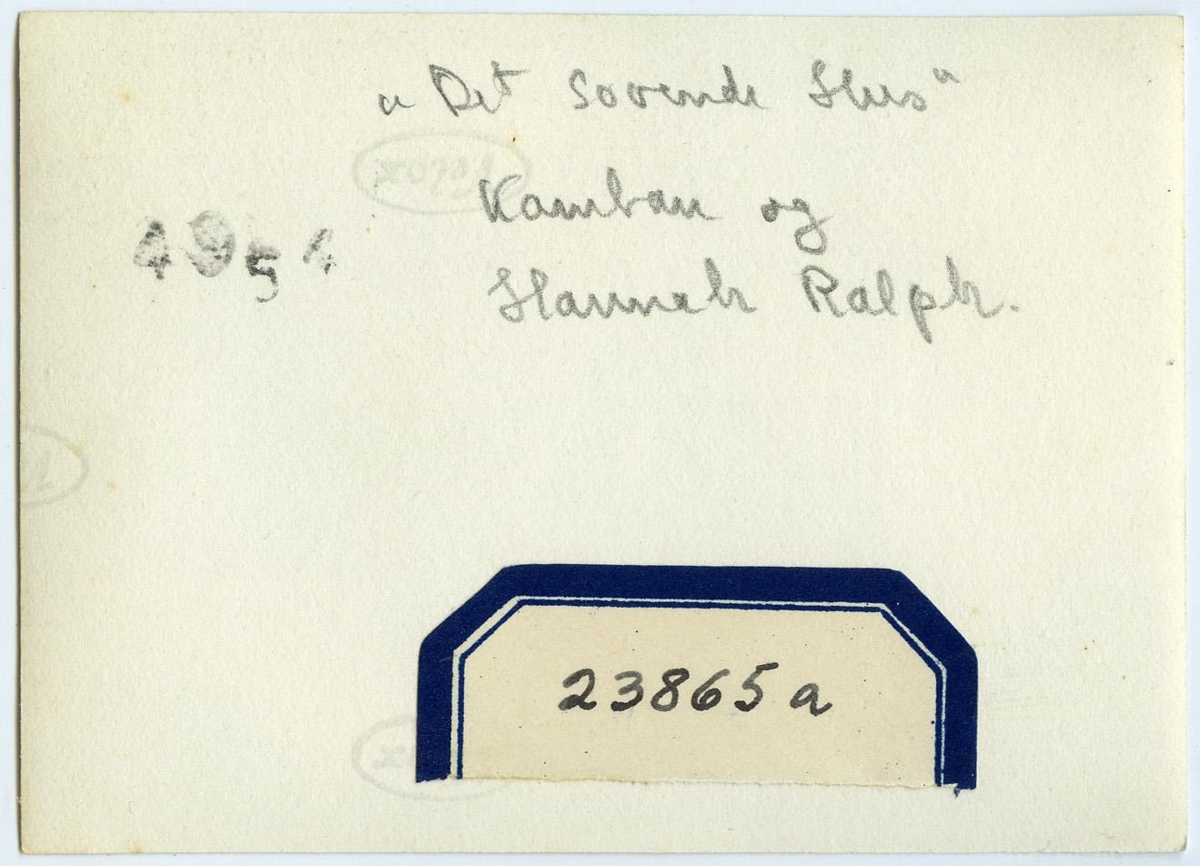 „Det sovende Hus"
Kamban og
Hannah Ralph.
4954
23865a